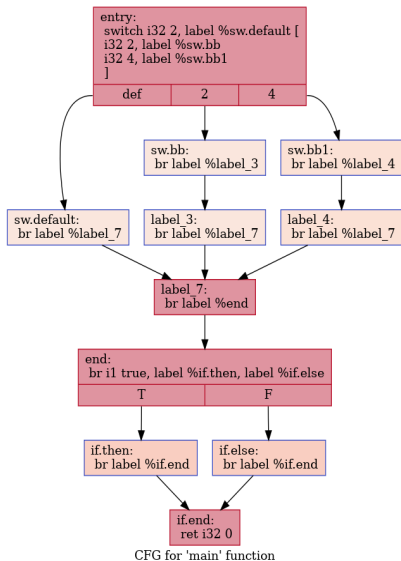 entry:
switch i32 2, label %sw.default [
i32 2, label %sw.bb
i32 4, label %sw.bb1
]
def 2 4
sw.bb:
br label %label_3
sw.bb1:
br label %label_4
sw.default:
br label %label_7
label_3:
br label %label_7
label_4:
br label %label_7
label_7:
br label %end
end:
br i1 true, label %if.then, label %if.else
T F
if.then:
br label %if.end
if.else:
br label %if.end
if.end:
ret i32 0
CFG for 'main' function